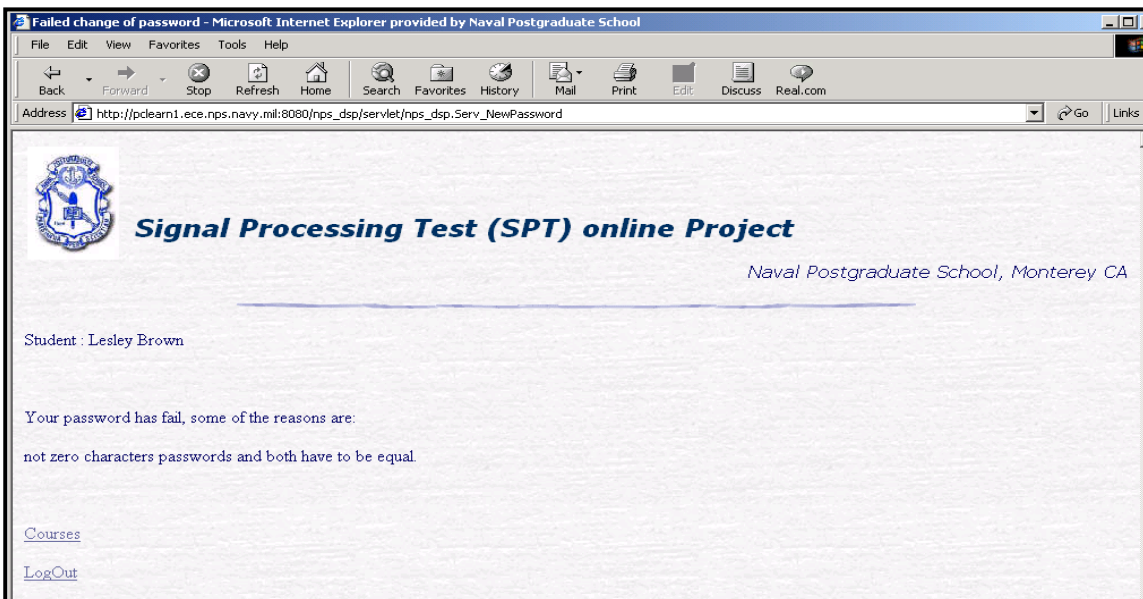 Failed change of password - Microsoft Internet Explorer provided by Naval Postgraduate School
File Edit View Favorites Tools Help
Back Forward Stop Refresh Home Search Favorites History Mail Print Edit Discuss Real.com
Address http://pclearn1.ece.nps.navy.mil:8080/nps_dsp/servlet/nps_dsp.Serv_NewPassword Go Links
Signal Processing Test (SPT) online Project
Naval Postgraduate School, Monterey CA
Student : Lesley Brown
Your password has fail, some of the reasons are:
not zero characters passwords and both have to be equal.
Courses
LogOut